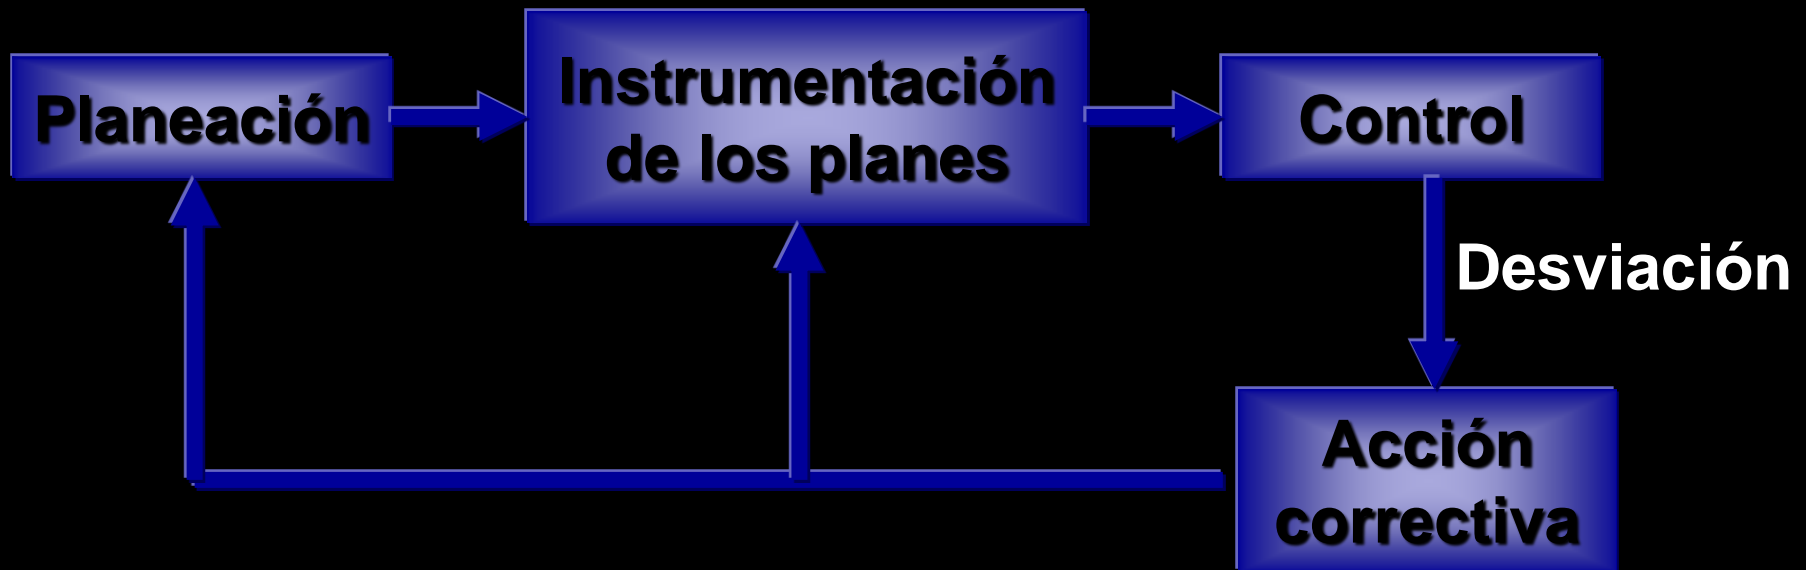 Planeación
Instrumentación
de los planes
Control
Desviación
Acción
correctiva